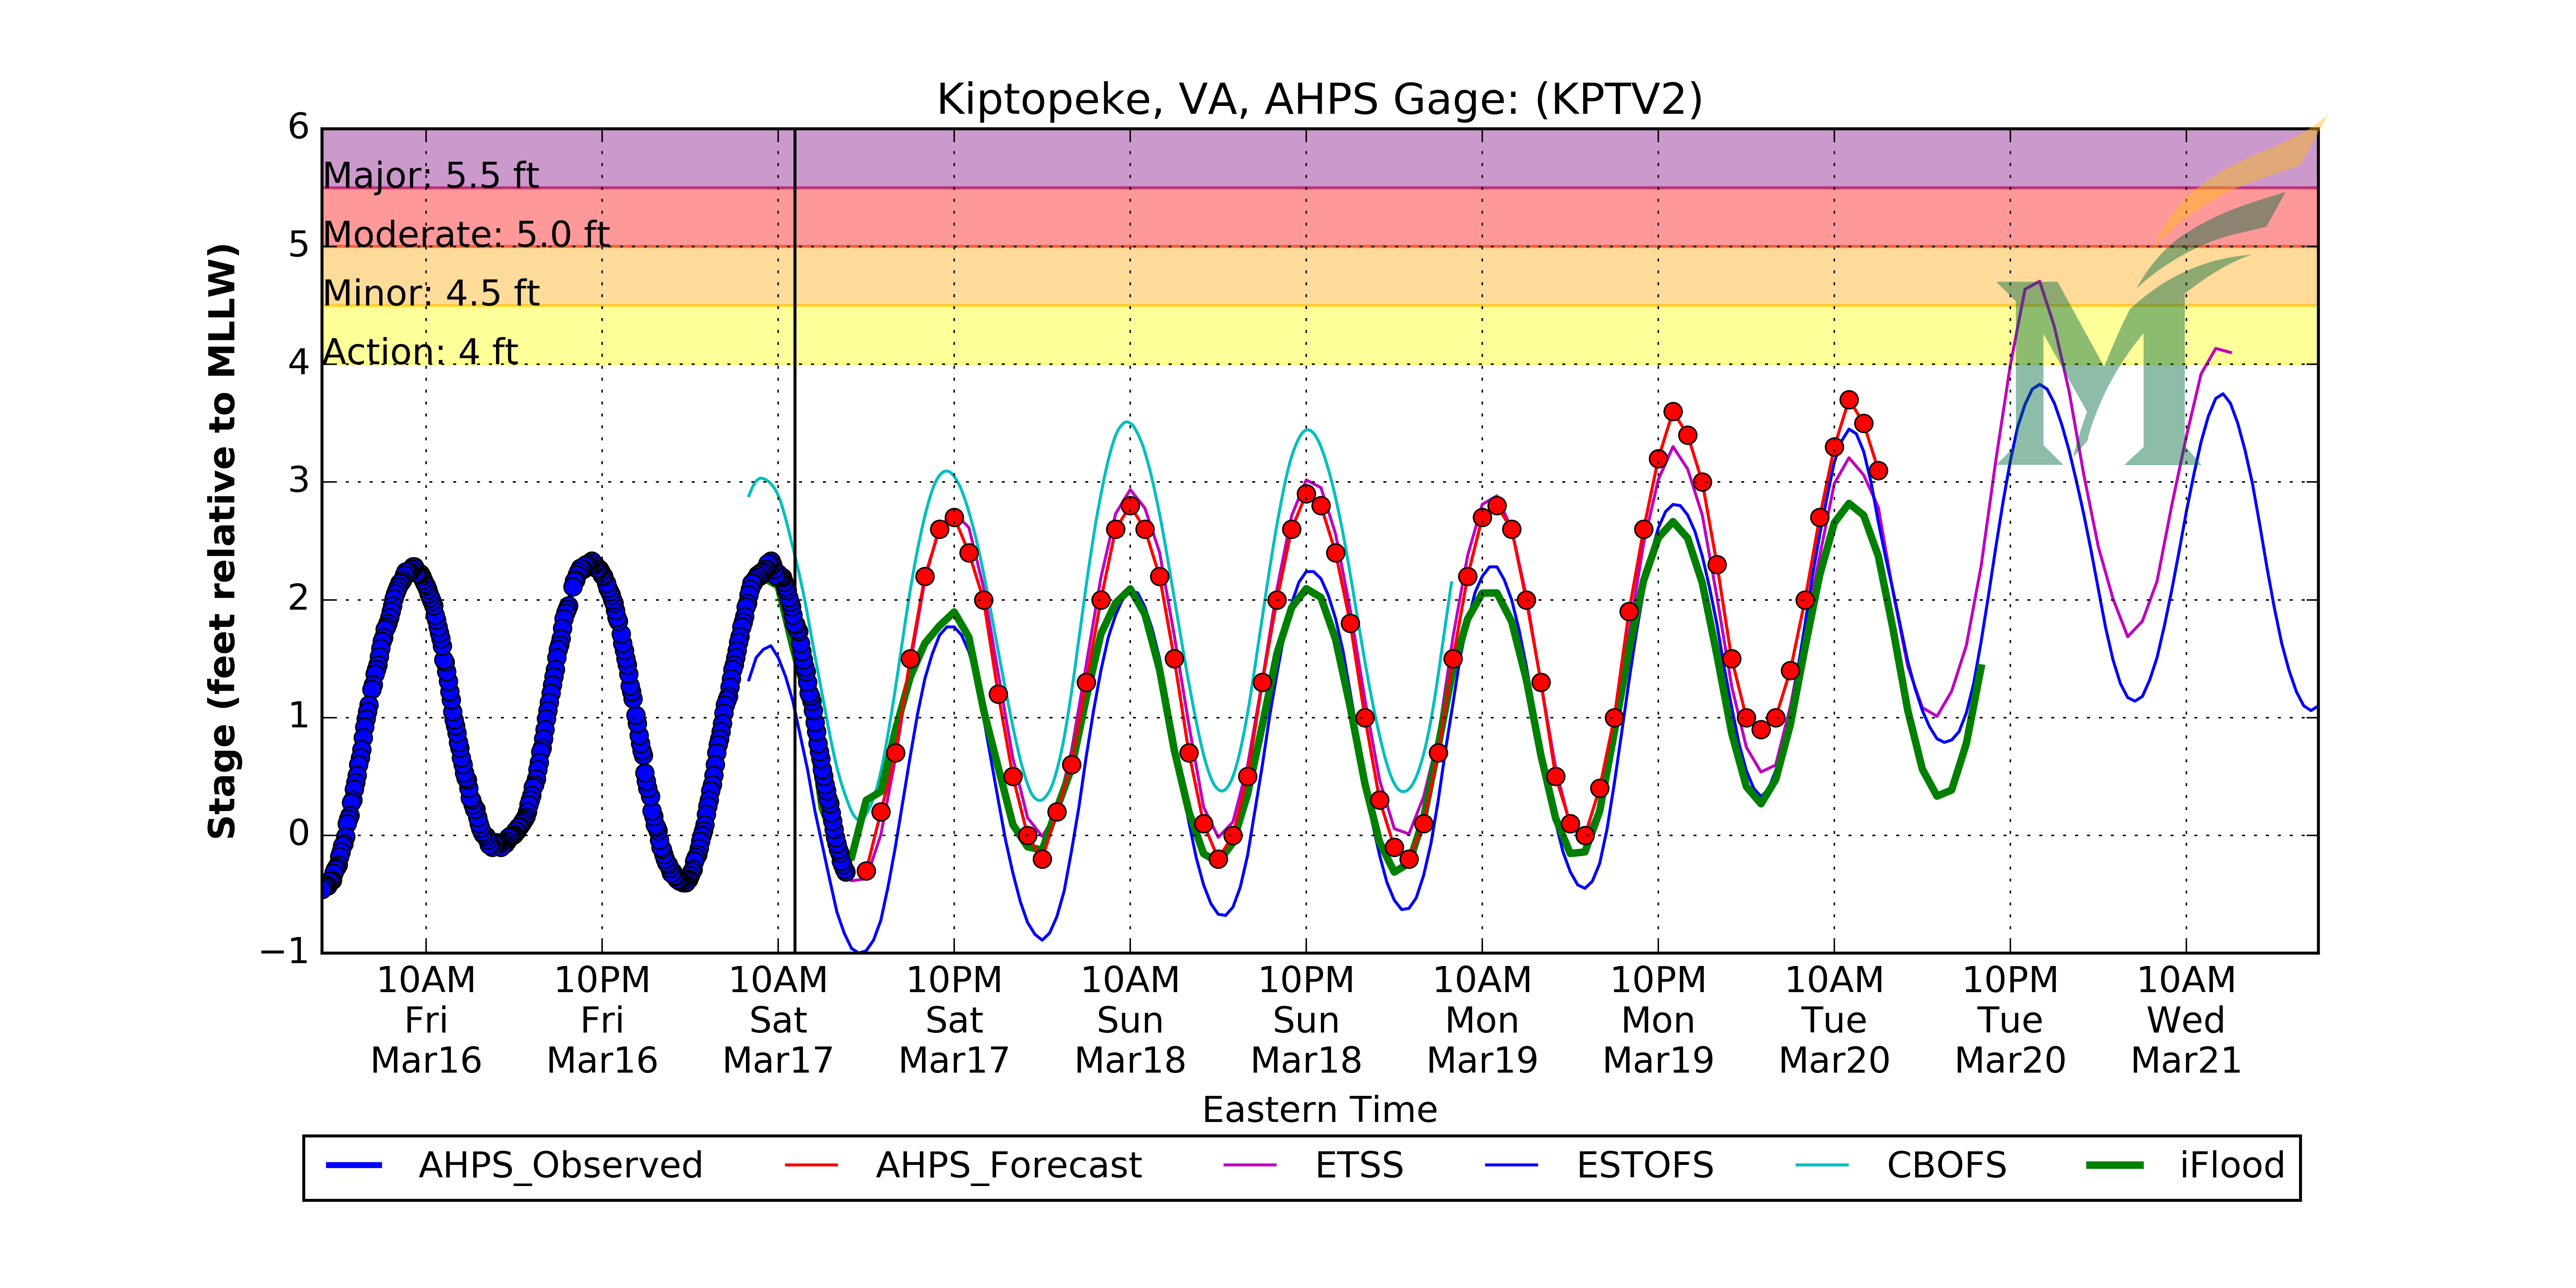 Kiptopeke, VA, AHPS Gage: (KPTV2)
Stage (feet relative to MLLW)
6
5
4
3
2
1
0
−1
Major: 5.5 ft
Moderate: 5.0 ft
Minor: 4.5 ft
Action: 4 ft
10AM 10PM 10AM 10PM 10AM 10PM 10AM 10PM 10AM 10PM 10AM
Fri Fri Sat Sat Sun Sun Mon Mon Tue Tue Wed
Mar16 Mar16 Mar17 Mar17 Mar18 Mar18 Mar19 Mar19 Mar20 Mar20 Mar21
Eastern Time
AHPS_Observed AHPS_Forecast ETSS ESTOFS CBOFS iFlood
M